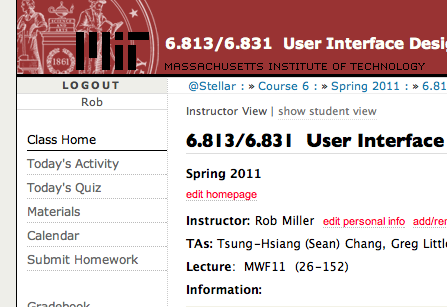 1861
MIT
6.813/6.831 User Interface Desi
MASSACHUSETTS INSTITUTE OF TECHNOLOGY
LOGOUT
Rob
Class Home
Today's Activity
Today's Quiz
Materials
Calendar
Submit Homework
Gradebook
@Stellar : » Course 6 : » Spring 2011 : » 6.81
Instructor View | show student view
6.813/6.831 User Interface
Spring 2011
edit homepage
Instructor: Rob Miller edit personal info add/rem
TAs: Tsung-Hsiang (Sean) Chang, Greg Little
Lecture: MWF11 (26-152)
Information: